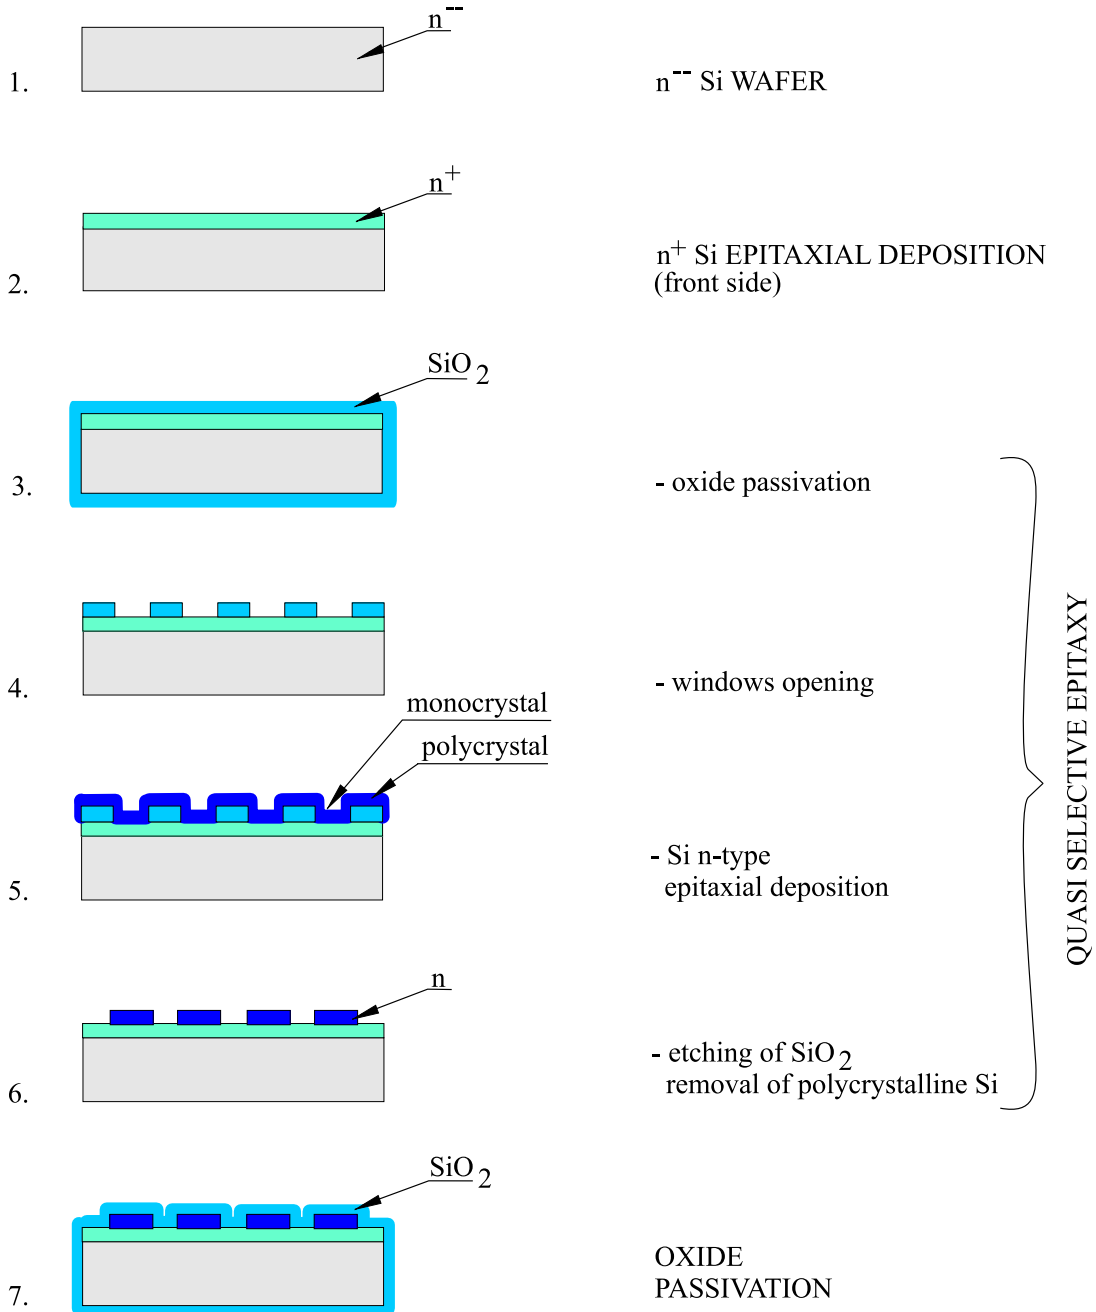 n⁻⁻
1.
n⁻⁻ Si WAFER
n⁺
2.
n⁺ Si EPITAXIAL DEPOSITION
(front side)
SiO₂
3.
- oxide passivation
4.
- windows opening
monocrystal
polycrystal
5.
- Si n-type
epitaxial deposition
n
6.
- etching of SiO₂
removal of polycrystalline Si
QUASI SELECTIVE EPITAXY
SiO₂
7.
OXIDE
PASSIVATION